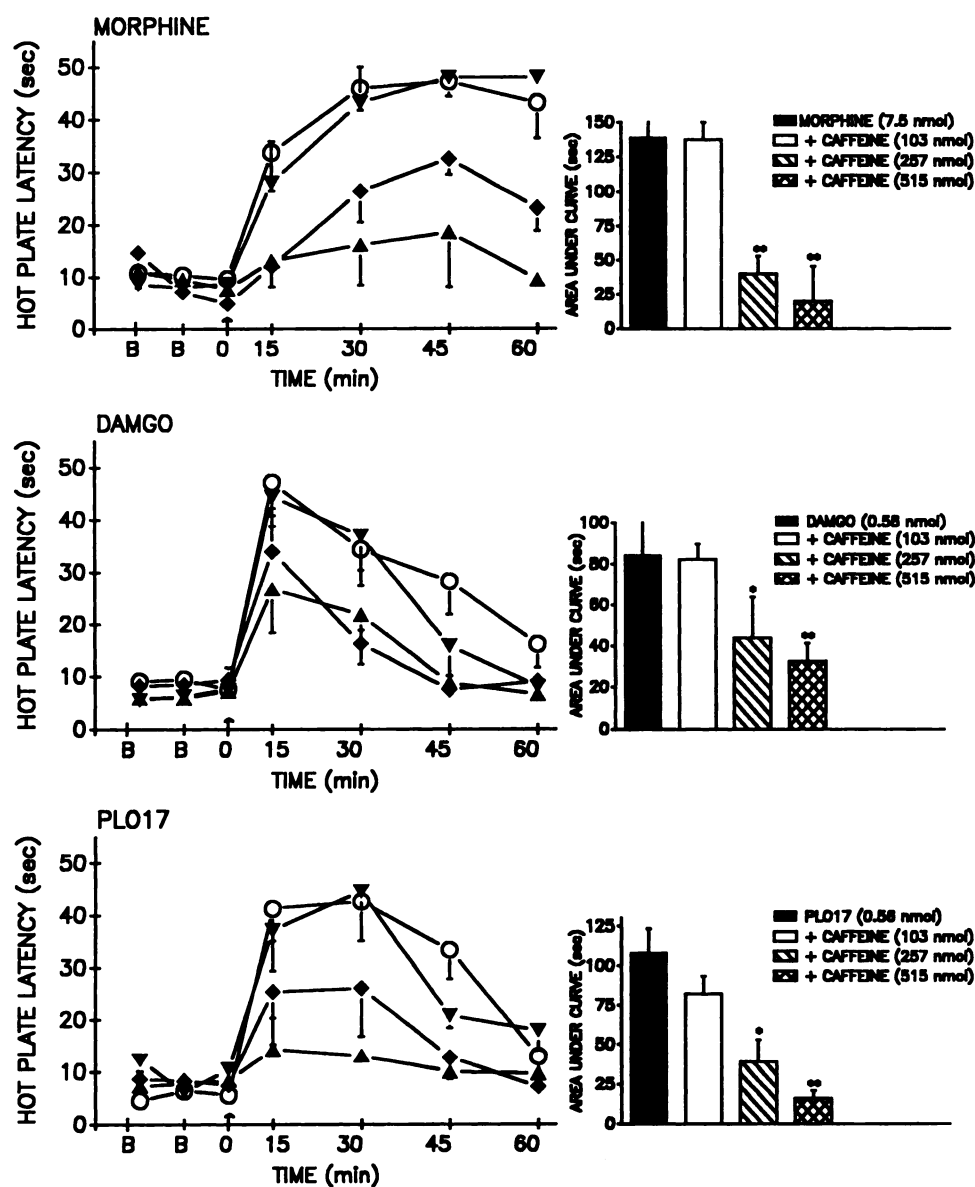 MORPHINE
HOT PLATE LATENCY (sec)
50
40
30
20
10
0
B B 0 15 30 45 60
TIME (min)
AREA UNDER CURVE (sec)
150
125
100
75
50
25
0
** **
MORPHINE (7.5 nmol)
+ CAFFEINE (103 nmol)
+ CAFFEINE (257 nmol)
+ CAFFEINE (515 nmol)
DAMGO
HOT PLATE LATENCY (sec)
50
40
30
20
10
0
B B 0 15 30 45 60
TIME (min)
AREA UNDER CURVE (sec)
100
80
60
40
20
0
* **
DAMGO (0.56 nmol)
+ CAFFEINE (103 nmol)
+ CAFFEINE (257 nmol)
+ CAFFEINE (515 nmol)
PLO17
HOT PLATE LATENCY (sec)
50
40
30
20
10
0
B B 0 15 30 45 60
TIME (min)
AREA UNDER CURVE (sec)
125
100
75
50
25
0
* **
PLO17 (0.56 nmol)
+ CAFFEINE (103 nmol)
+ CAFFEINE (257 nmol)
+ CAFFEINE (515 nmol)